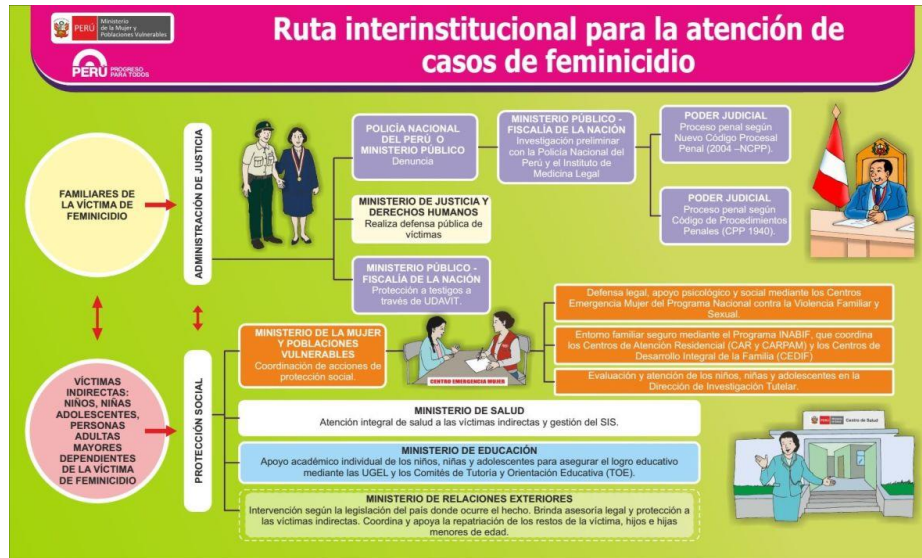 PERÚ
Ministerio
de la Mujer y
Poblaciones Vulnerables
PERÚ PROGRESO
PARA TODOS
Ruta interinstitucional para la atención de
casos de feminicidio
FAMILIARES DE
LA VÍCTIMA DE
FEMINICIDIO
ADMINISTRACIÓN DE JUSTICIA
POLICÍA NACIONAL
DEL PERÚ O
MINISTERIO PÚBLICO
Denuncia
MINISTERIO PÚBLICO -
FISCALÍA DE LA NACIÓN
Investigación preliminar
con la Policía Nacional del
Perú y el Instituto de
Medicina Legal
PODER JUDICIAL
Proceso penal según
Nuevo Código Procesal
Penal (2004 –NCPP).
PODER JUDICIAL
Proceso penal según
Código de Procedimientos
Penales (CPP 1940).
MINISTERIO DE JUSTICIA Y
DERECHOS HUMANOS
Realiza defensa pública de
víctimas
MINISTERIO PÚBLICO -
FISCALÍA DE LA NACIÓN
Protección a testigos a
través de UDAVIT.
VÍCTIMAS
INDIRECTAS:
NIÑOS, NIÑAS
ADOLESCENTES,
PERSONAS
ADULTAS
MAYORES
DEPENDIENTES
DE LA VÍCTIMA
DE FEMINICIDIO
PROTECCIÓN SOCIAL
MINISTERIO DE LA MUJER
Y POBLACIONES
VULNERABLES
Coordinación de acciones de
protección social.
CENTRO EMERGENCIA MUJER
Defensa legal, apoyo psicológico y social mediante los Centros
Emergencia Mujer del Programa Nacional contra la Violencia Familiar y
Sexual.
Entorno familiar seguro mediante el Programa INABIF, que coordina
los Centros de Atención Residencial (CAR y CARPAM) y los Centros de
Desarrollo Integral de la Familia (CEDIF)
Evaluación y atención de los niños, niñas y adolescentes en la
Dirección de Investigación Tutelar.
MINISTERIO DE SALUD
Atención integral de salud a las víctimas indirectas y gestión del SIS.
MINISTERIO DE EDUCACIÓN
Apoyo académico individual de los niños, niñas y adolescentes para asegurar el logro educativo
mediante las UGEL y los Comités de Tutoría y Orientación Educativa (TOE).
MINISTERIO DE RELACIONES EXTERIORES
Intervención según la legislación del país donde ocurre el hecho. Brinda asesoría legal y protección a
las víctimas indirectas. Coordina y apoya la repatriación de los restos de la víctima, hijos e hijas
menores de edad.
Centro de Salud